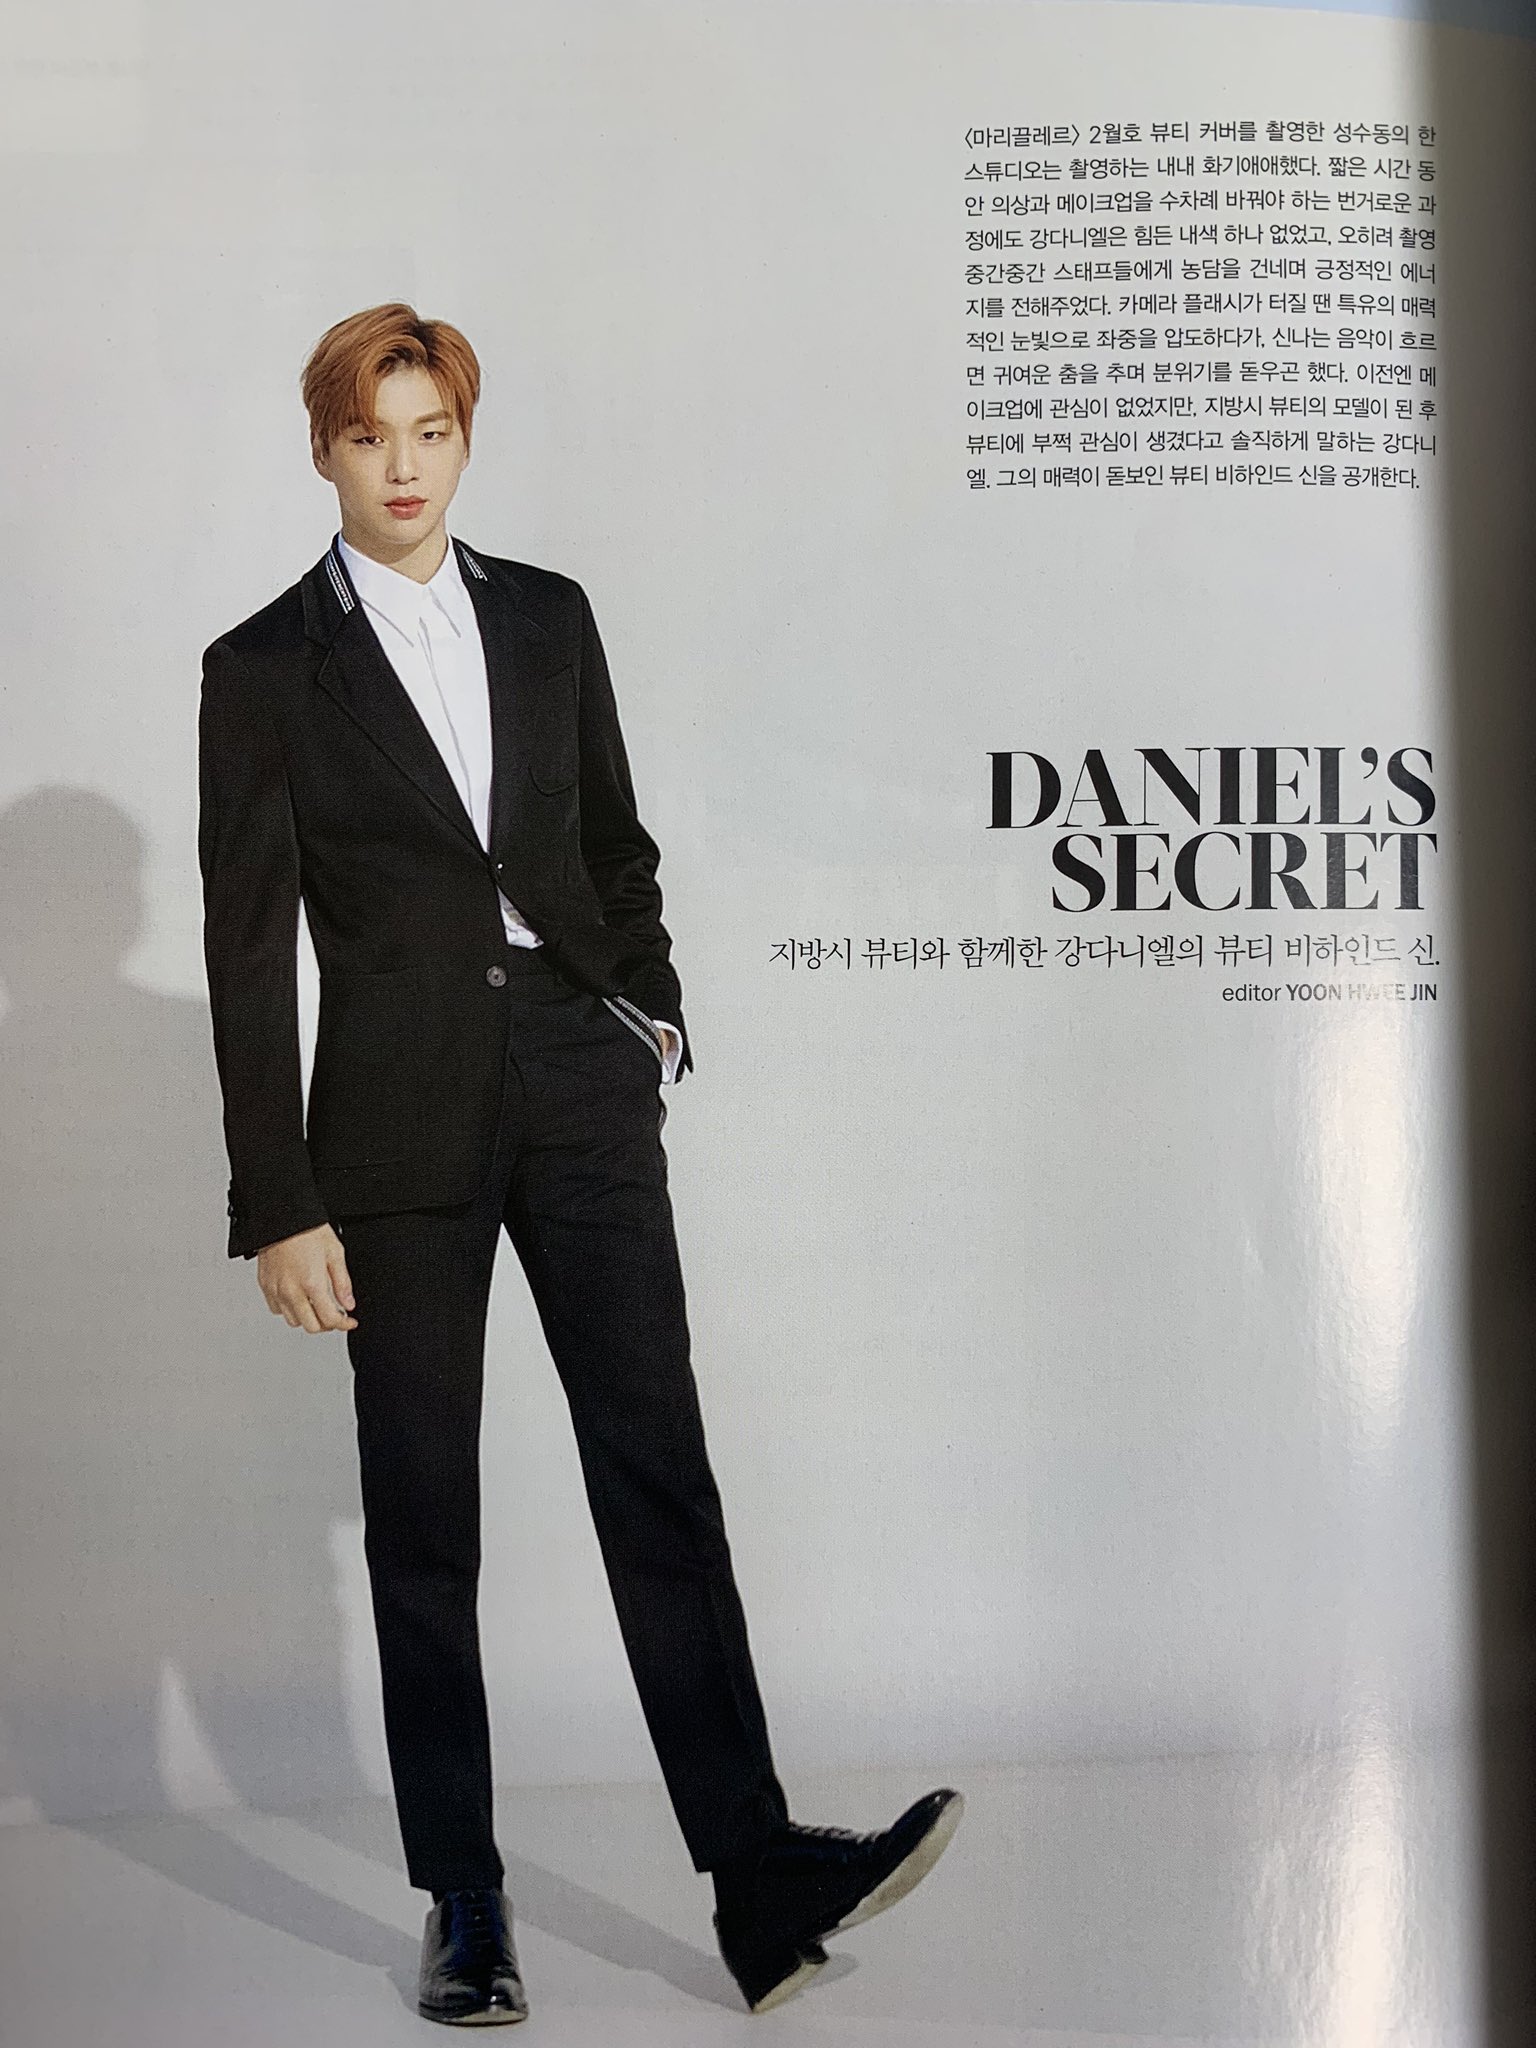 〈마리끌레르〉 2월호 뷰티 커버를 촬영한 성수동의 한
스튜디오는 촬영하는 내내 화기애애했다. 짧은 시간 동
안 의상과 메이크업을 수차례 바꿔야 하는 번거로운 과
정에도 강다니엘은 힘든 내색 하나 없었고, 오히려 촬영
중간중간 스태프들에게 농담을 건네며 긍정적인 에너
지를 전해주었다. 카메라 플래시가 터질 땐 특유의 매력
적인 눈빛으로 좌중을 압도하다가, 신나는 음악이 흐르
면 귀여운 춤을 추며 분위기를 돋우곤 했다. 이전엔 메
이크업에 관심이 없었지만, 지방시 뷰티의 모델이 된 후
뷰티에 부쩍 관심이 생겼다고 솔직하게 말하는 강다니
엘. 그의 매력이 돋보인 뷰티 비하인드 신을 공개한다.
DANIEL'S
SECRET
지방시 뷰티와 함께한 강다니엘의 뷰티 비하인드 신.
editor YOON HWEE JIN